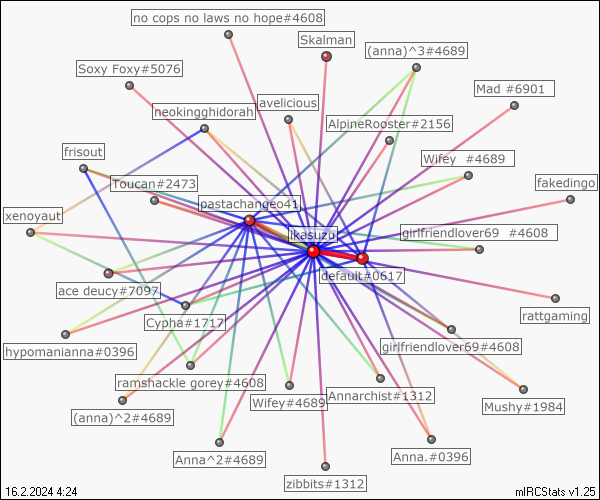 no cops no laws no hope#4608
Skalman
(anna)^3#4689
Soxy Foxy#5076
Mad #6901
neokingghidorah
avelicious
AlpineRooster#2156
frisout
Wifey #4689
Toucan#2473
fakedingo
pastachangeo41
xenoyaut
ikasuzu
girlfriendlover69 #4608
default#0617
ace deucy#7097
rattgaming
Cypha#1717
girlfriendlover69#4608
hypomanianna#0396
ramshackle gorey#4608
Annarchist#1312
Wifey#4689
Mushy#1984
(anna)^2#4689
Anna^2#4689
Anna.#0396
zibbits#1312
16.2.2024 4:24
mIRCStats v1.25